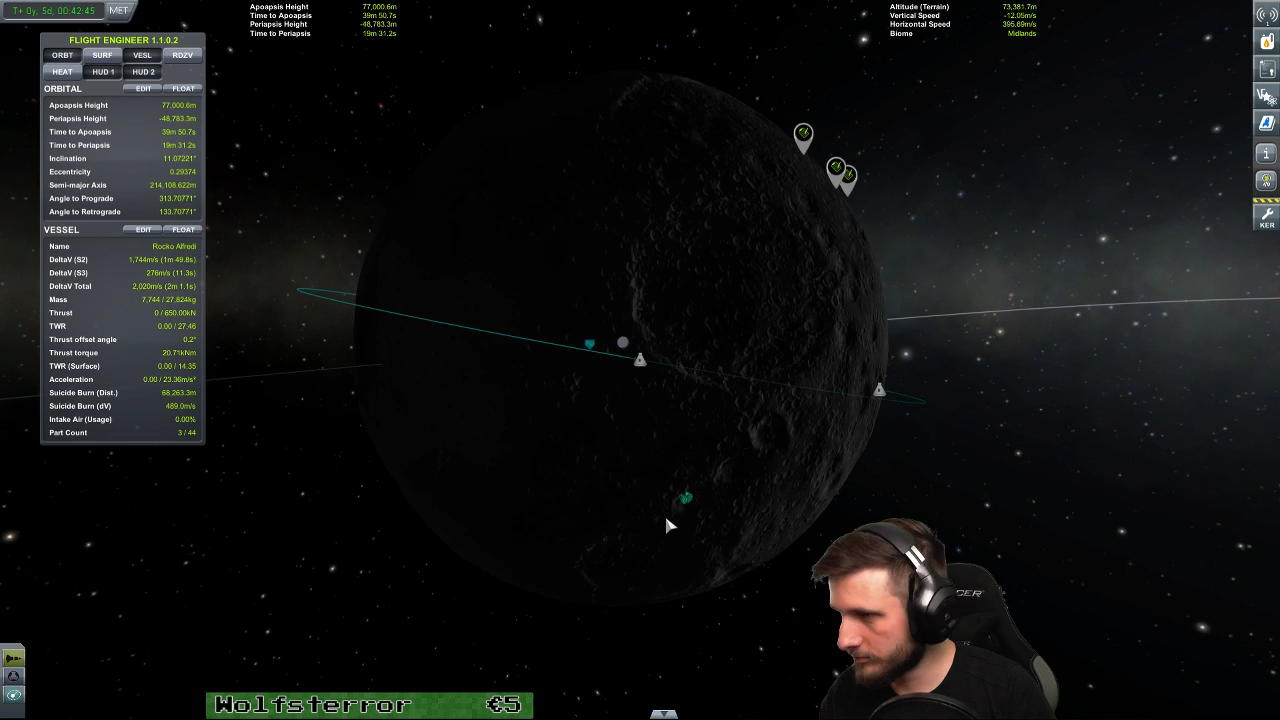 T+ 0y, 5d, 00:42:45 MET
Apoapsis Height 77,000.6m
Time to Apoapsis 39m 50.7s
Periapsis Height -48,783.3m
Time to Periapsis 19m 31.2s
Altitude (Terrain) 73,381.7m
Vertical Speed -12.05m/s
Horizontal Speed 395.69m/s
Biome Midlands
FLIGHT ENGINEER 1.1.0.2
ORBT SURF VESL RDZV
HEAT HUD 1 HUD 2
ORBITAL EDIT FLOAT
Apoapsis Height 77,000.6m
Periapsis Height -48,783.3m
Time to Apoapsis 39m 50.7s
Time to Periapsis 19m 31.2s
Inclination 11.07221°
Eccentricity 0.29374
Semi-major Axis 214,108.622m
Angle to Prograde 313.70771°
Angle to Retrograde 133.70771°
VESSEL EDIT FLOAT
Name Rocko Alfredi
DeltaV (S2) 1,744m/s (1m 49.8s)
DeltaV (S3) 276m/s (11.3s)
DeltaV Total 2,020m/s (2m 1.1s)
Mass 7,744 / 27,824kg
Thrust 0 / 650.00kN
TWR 0.00 / 27.46
Thrust offset angle 0.2°
Thrust torque 20.71kNm
TWR (Surface) 0.00 / 14.35
Acceleration 0.00 / 23.36m/s²
Suicide Burn (Dist.) 68,263.3m
Suicide Burn (dV) 489.0m/s
Intake Air (Usage) 0.00%
Part Count 3 / 44
KER
Wolfsterror €5